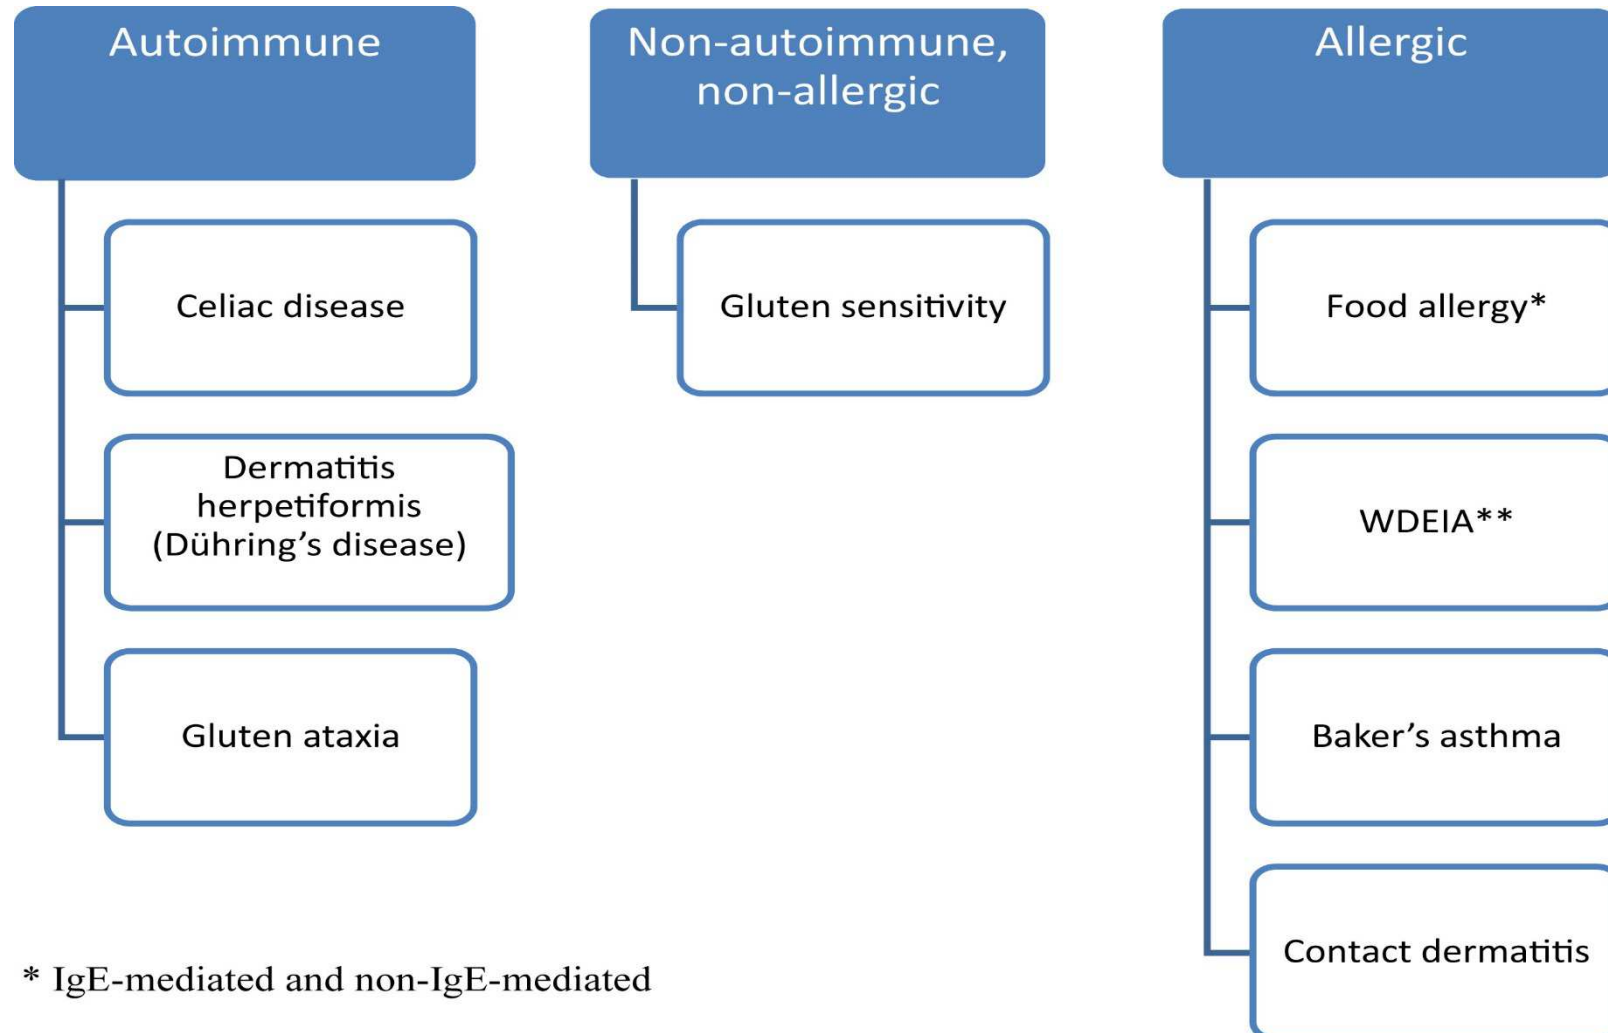 Autoimmune
Celiac disease
Dermatitis
herpetiformis
(Dühring’s disease)
Gluten ataxia
Non-autoimmune,
non-allergic
Gluten sensitivity
Allergic
Food allergy*
WDEIA**
Baker’s asthma
Contact dermatitis
* IgE-mediated and non-IgE-mediated